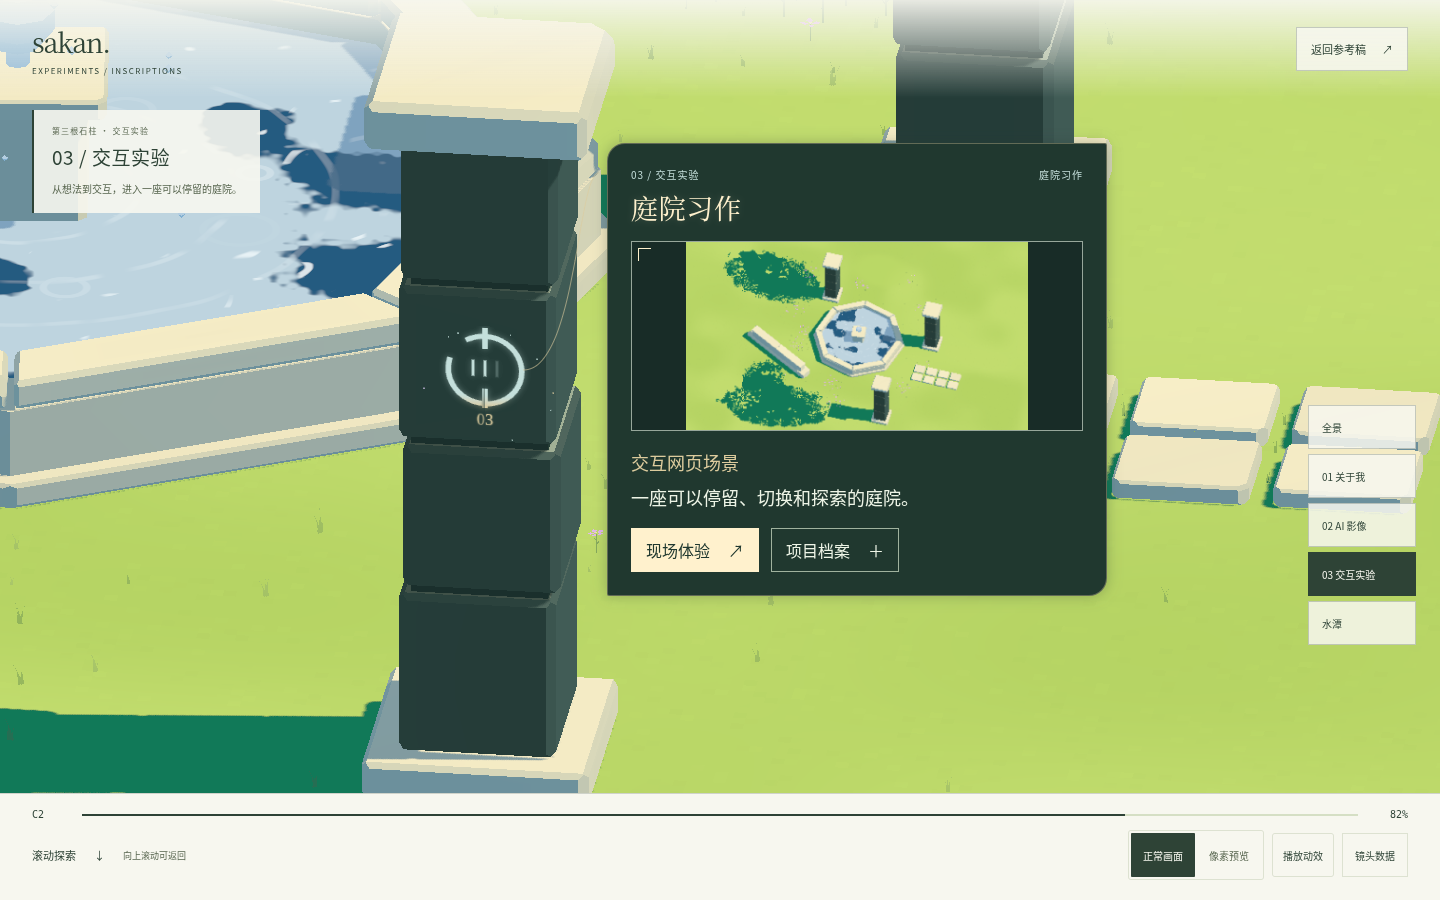 sakan.
EXPERIMENTS / INSCRIPTIONS
返回参考稿 ↗
第三根石柱 · 交互实验
03 / 交互实验
从想法到交互，进入一座可以停留的庭院。
03
03 / 交互实验
庭院习作
庭院习作
交互网页场景
一座可以停留、切换和探索的庭院。
现场体验 ↗
项目档案 +
全景
01 关于我
02 AI 影像
03 交互实验
水潭
C2
82%
滚动探索 ↓ 向上滚动可返回
正常画面
像素预览
播放动效
镜头数据